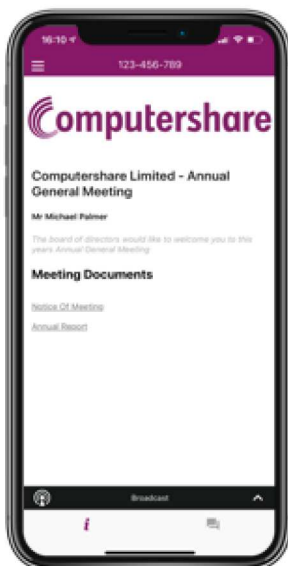 16:10
123-456-789
Computershare
Computershare Limited - Annual
General Meeting
Mr Michael Palmer
The board of directors would like to welcome you to this
years Annual General Meeting
Meeting Documents
Notice Of Meeting
Annual Report
Broadcast
i